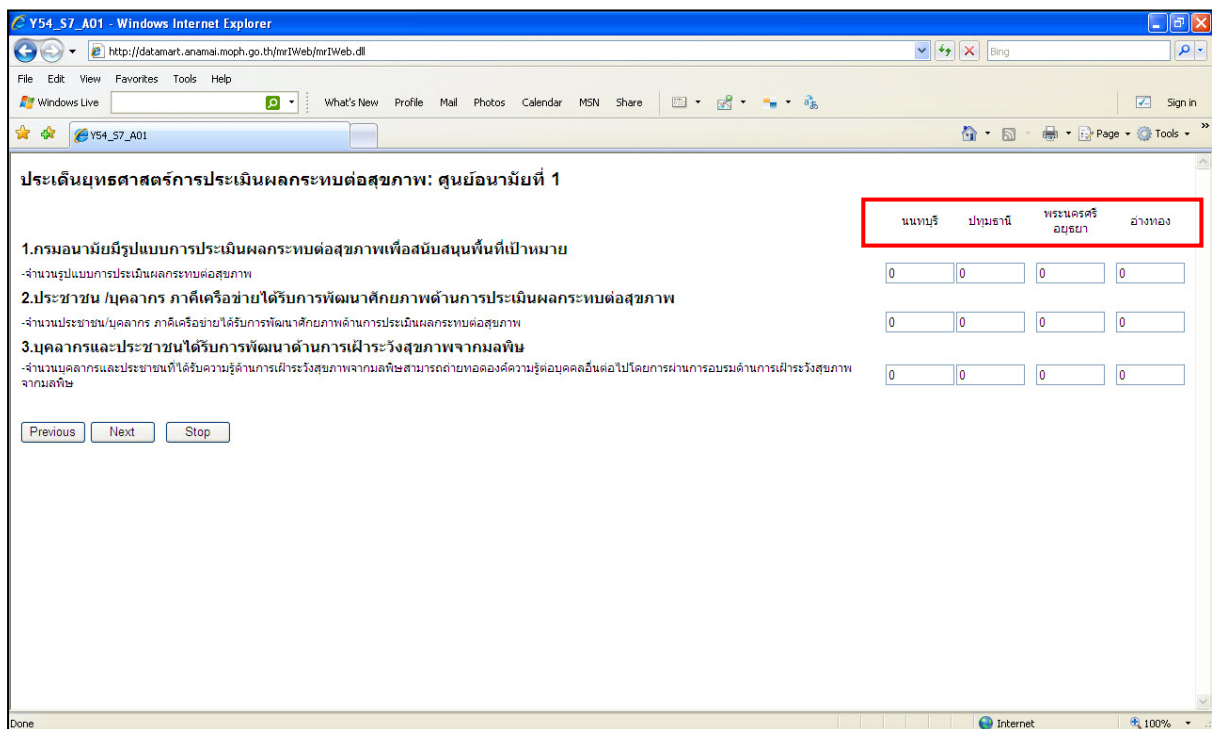 Y54_S7_A01 - Windows Internet Explorer
http://datamart.anamai.moph.go.th/mrIWeb/mrIWeb.dll
Bing
File Edit View Favorites Tools Help
Windows Live
What's New Profile Mail Photos Calendar MSN Share
Sign in
Y54_S7_A01
Page Tools
ประเด็นยุทธศาสตร์การประเมินผลกระทบต่อสุขภาพ: ศูนย์อนามัยที่ 1
นนทบุรี ปทุมธานี พระนครศรี อ่างทอง
อยุธยา
1.กรมอนามัยมีรูปแบบการประเมินผลกระทบต่อสุขภาพเพื่อสนับสนุนพื้นที่เป้าหมาย
-จำนวนรูปแบบการประเมินผลกระทบต่อสุขภาพ 0 0 0 0
2.ประชาชน /บุคลากร ภาคีเครือข่ายได้รับการพัฒนาศักยภาพด้านการประเมินผลกระทบต่อสุขภาพ
-จำนวนประชาชน/บุคลากร ภาคีเครือข่ายได้รับการพัฒนาศักยภาพด้านการประเมินผลกระทบต่อสุขภาพ 0 0 0 0
3.บุคลากรและประชาชนได้รับการพัฒนาด้านการเฝ้าระวังสุขภาพจากมลพิษ
-จำนวนบุคลากรและประชาชนที่ได้รับความรู้ด้านการเฝ้าระวังสุขภาพจากมลพิษสามารถถ่ายทอดองค์ความรู้ต่อบุคคลอื่นต่อไปโดยการผ่านการอบรมด้านการเฝ้าระวังสุขภาพ 0 0 0 0
จากมลพิษ
Previous Next Stop
Done Internet 100%